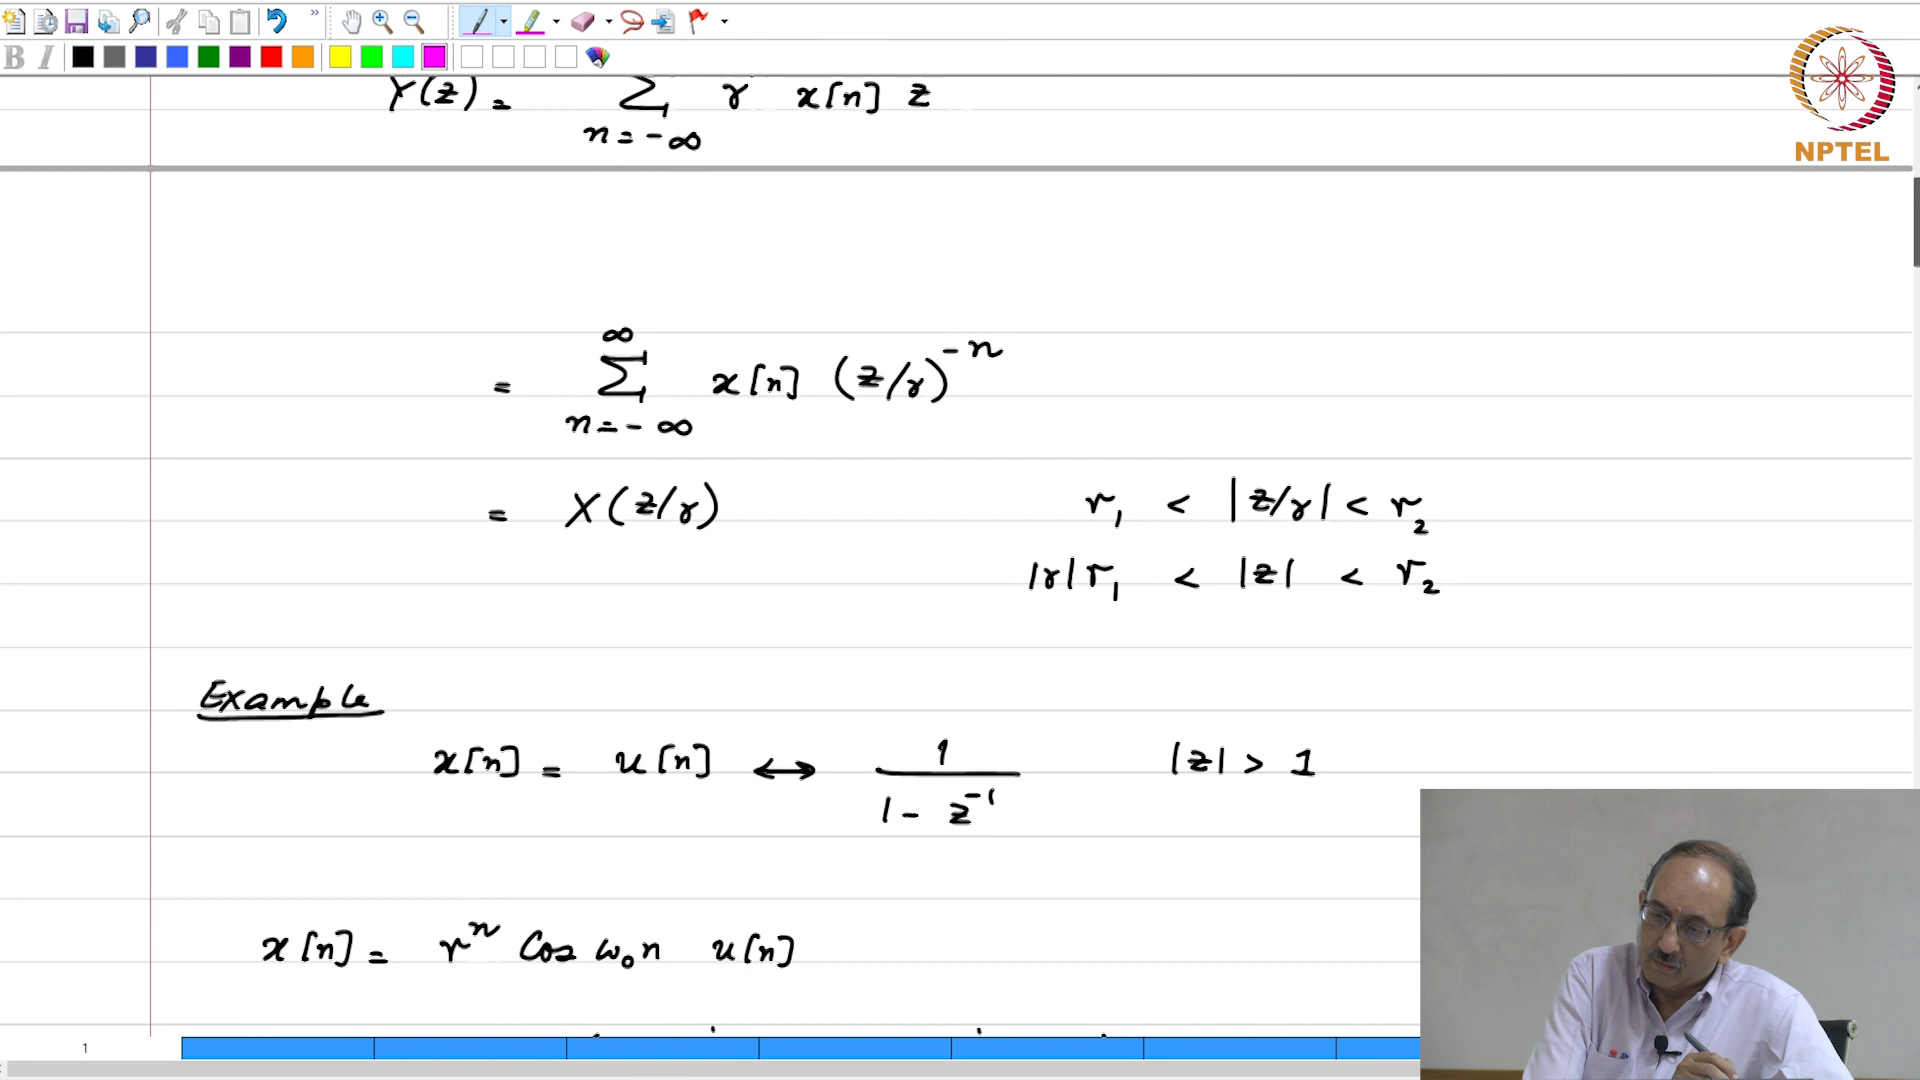 Y(z) = Σ γ x[n] z
n = -∞
NPTEL
∞
= Σ x[n] (z/γ)^{-n}
n = -∞
= X(z/γ) r₁ < |z/γ| < r₂
|γ| r₁ < |z| < r₂
Example
x[n] = u[n] ↔ 1 / (1 - z^{-1}) |z| > 1
x[n] = r^n Cos ω₀n u[n]
1